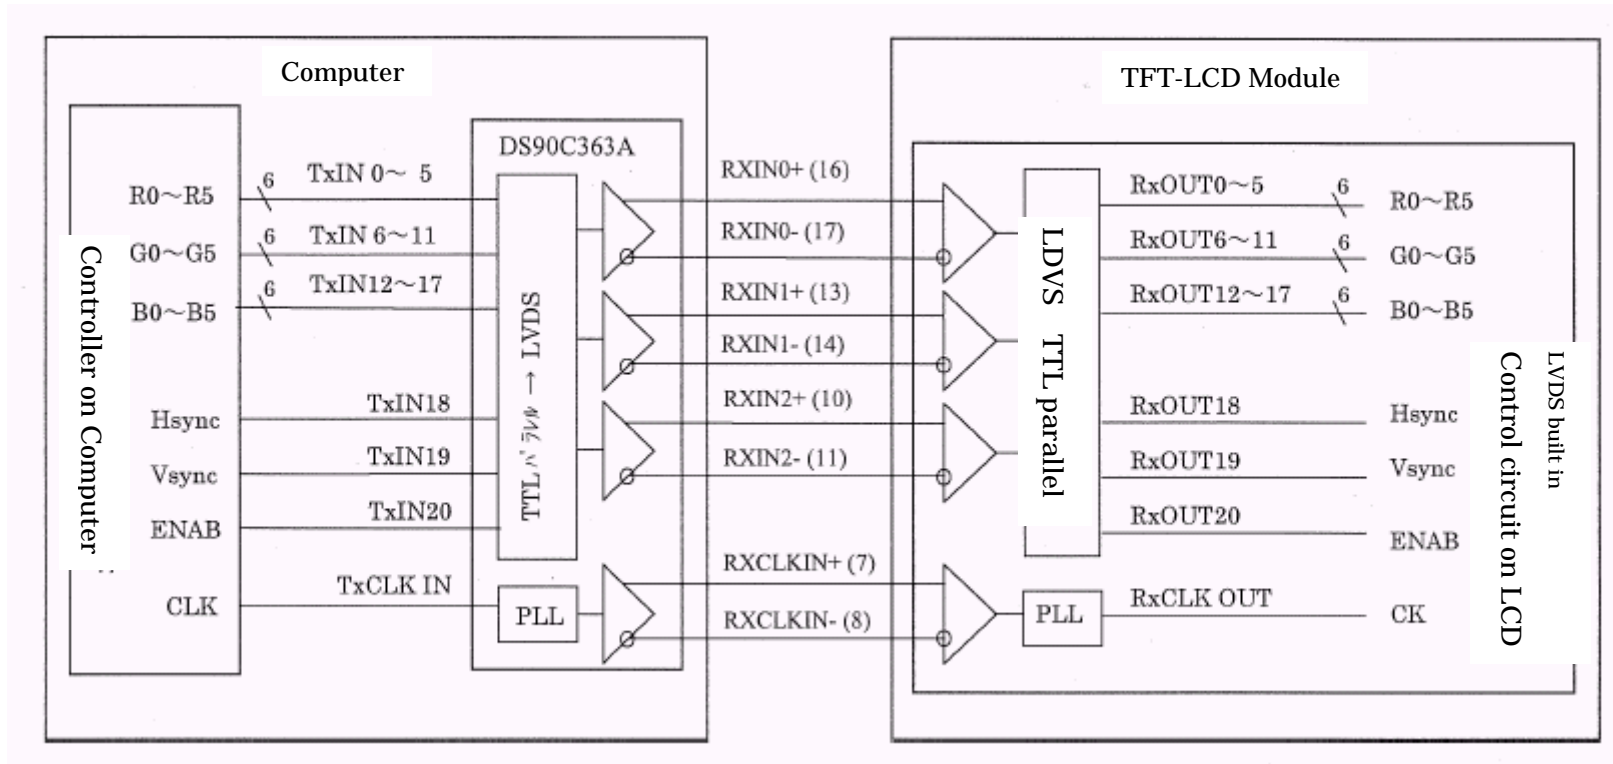 Computer
DS90C363A
R0～R5
6
TxIN 0～ 5
G0～G5
6
TxIN 6～11
B0～B5
6
TxIN12～17
Hsync
TxIN18
Vsync
TxIN19
ENAB
TxIN20
CLK
TxCLK IN
Controller on Computer
TTL パラレル → LVDS
PLL
RXIN0+ (16)
RXIN0- (17)
RXIN1+ (13)
RXIN1- (14)
RXIN2+ (10)
RXIN2- (11)
RXCLKIN+ (7)
RXCLKIN- (8)
TFT-LCD Module
LDVS TTL parallel
PLL
RxOUT0～5
6
R0～R5
RxOUT6～11
6
G0～G5
RxOUT12～17
6
B0～B5
RxOUT18
Hsync
RxOUT19
Vsync
RxOUT20
ENAB
RxCLK OUT
CK
LVDS built in
Control circuit on LCD